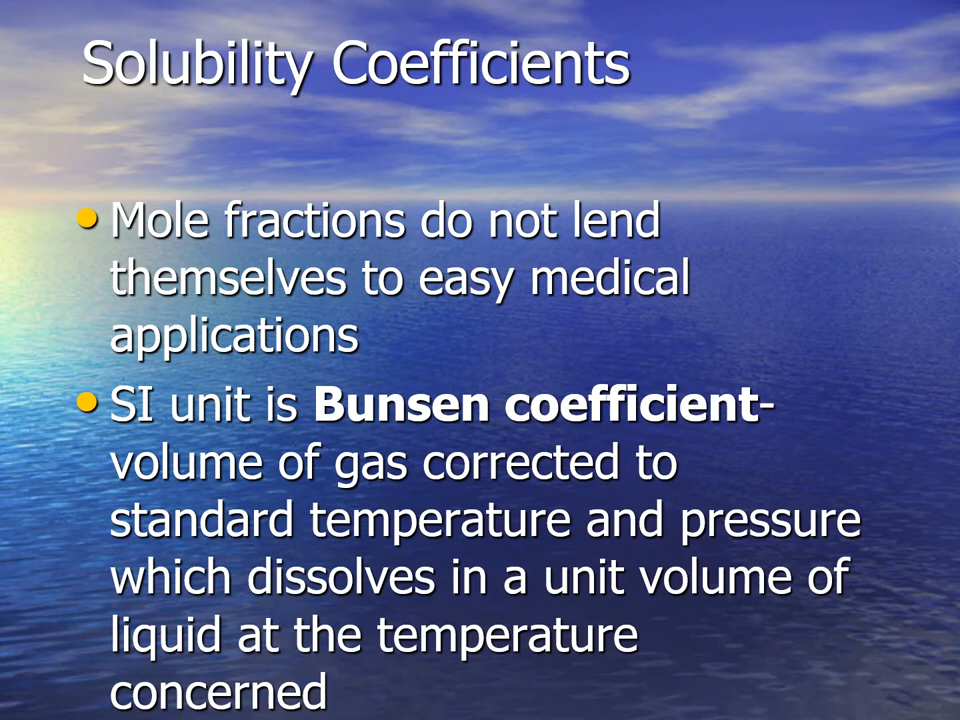 Solubility Coefficients
• Mole fractions do not lend
themselves to easy medical
applications
• SI unit is Bunsen coefficient-
volume of gas corrected to
standard temperature and pressure
which dissolves in a unit volume of
liquid at the temperature
concerned